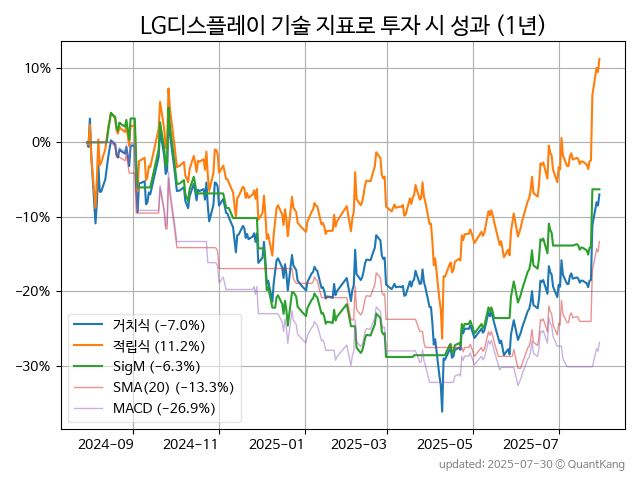 LG디스플레이 기술 지표로 투자 시 성과 (1년)
10%
0%
−10%
−20%
−30%
거치식 (−7.0%)
적립식 (11.2%)
SigM (−6.3%)
SMA(20) (−13.3%)
MACD (−26.9%)
2024-09 2024-11 2025-01 2025-03 2025-05 2025-07
updated: 2025-07-30 © QuantKang